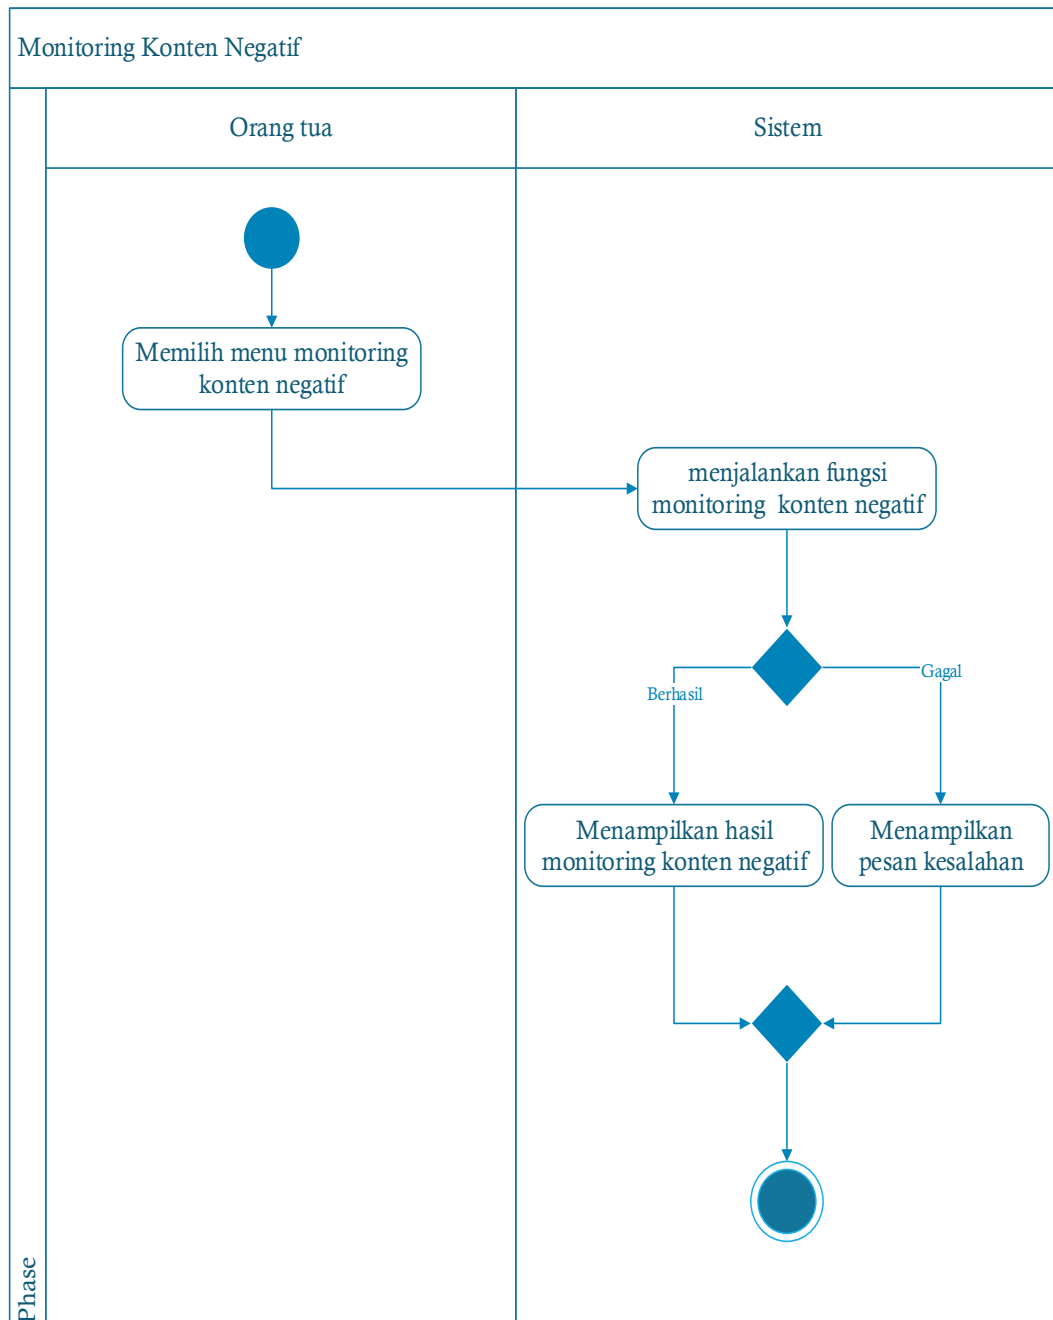 Monitoring Konten Negatif
Orang tua
Sistem
Memilih menu monitoring
konten negatif
menjalankan fungsi
monitoring  konten negatif
Berhasil
Gagal
Menampilkan hasil
monitoring konten negatif
Menampilkan
pesan kesalahan
Phase